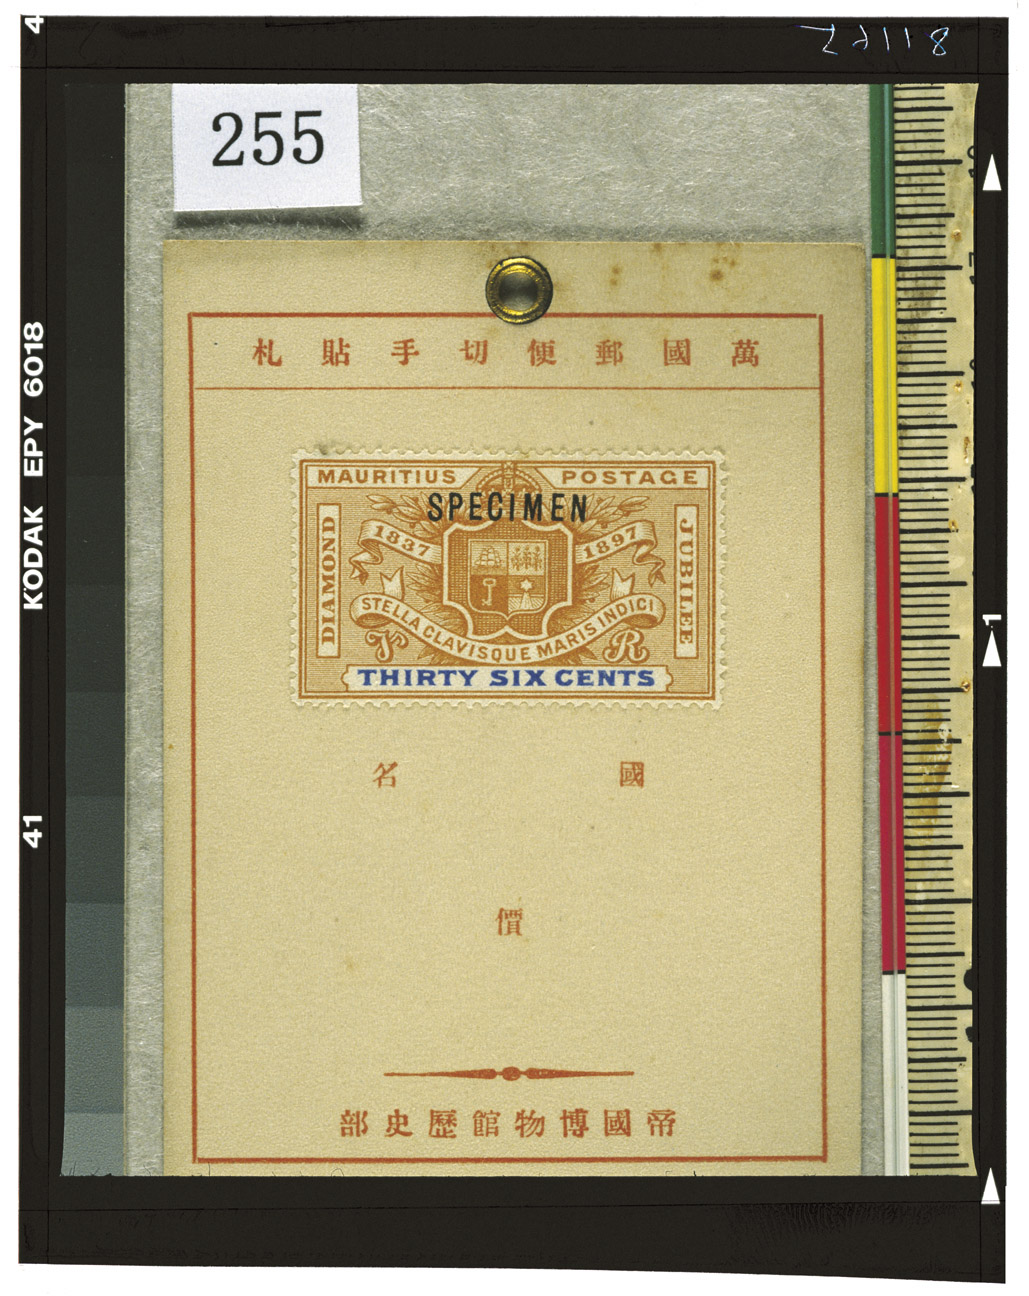 4
255
KODAK EPY 6018
41
1
萬國郵便切手貼札
MAURITIUS POSTAGE
SPECIMEN
1837 1897
DIAMOND
JUBILEE
STELLA CLAVISQUE MARIS INDICI
V R
THIRTY SIX CENTS
國名
價
帝國博物館歷史部